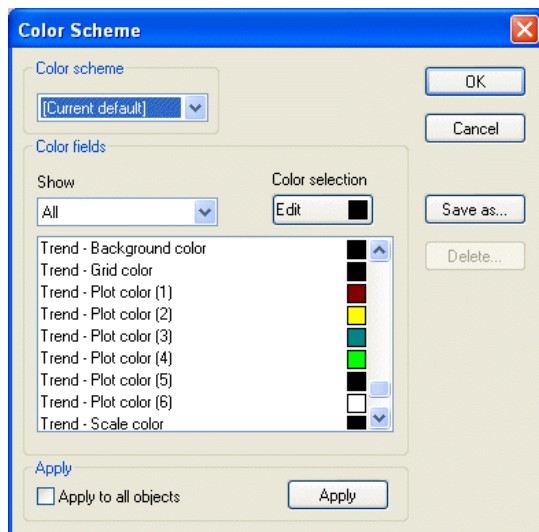 Color Scheme
Color scheme
[Current default]
OK
Cancel
Color fields
Show
Color selection
All
Edit
Save as...
Delete...
Trend - Background color
Trend - Grid color
Trend - Plot color (1)
Trend - Plot color (2)
Trend - Plot color (3)
Trend - Plot color (4)
Trend - Plot color (5)
Trend - Plot color (6)
Trend - Scale color
Apply
Apply to all objects
Apply